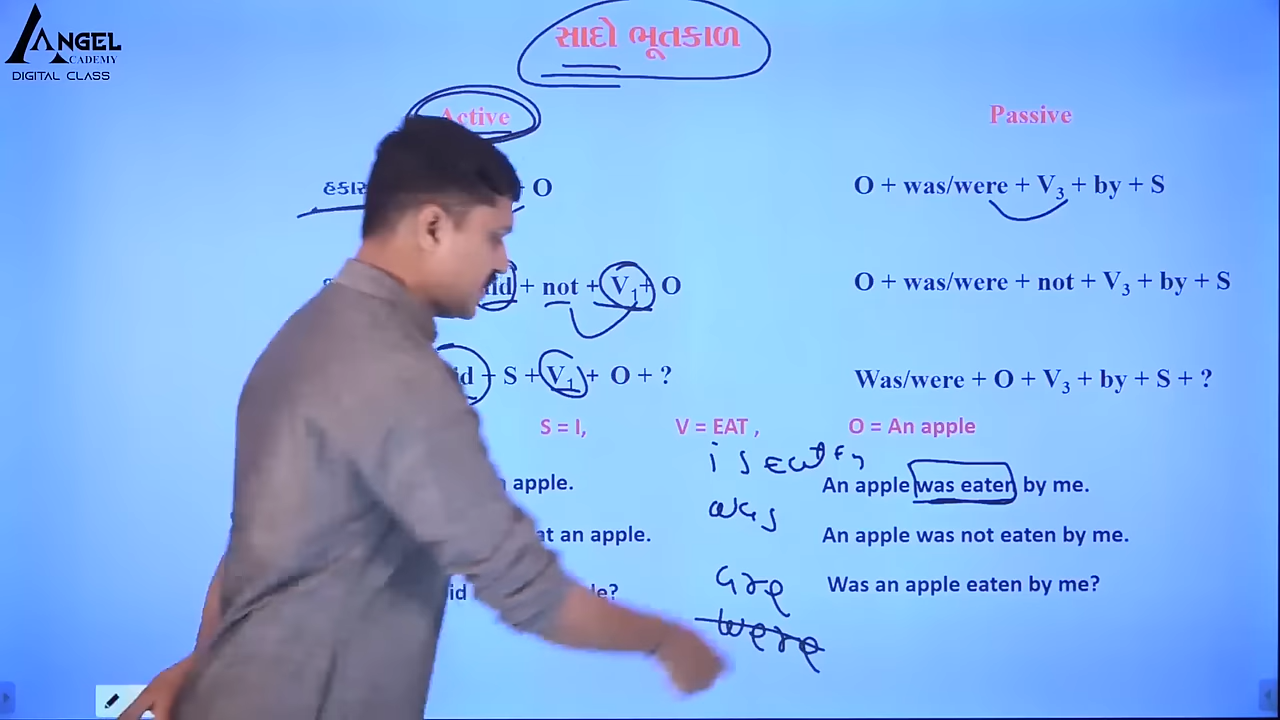 ANGEL
ACADEMY
DIGITAL CLASS
સાદો ભૂતકાળ
Active
Passive
O
O + was/were + V3 + by + S
+ not + V1+ O
O + was/were + not + V3 + by + S
+ S + V1 + O + ?
Was/were + O + V3 + by + S + ?
S = I, V = EAT , O = An apple
is
apple.
An apple was eaten by me.
was
an apple.
An apple was not eaten by me.
are
Was an apple eaten by me?
were